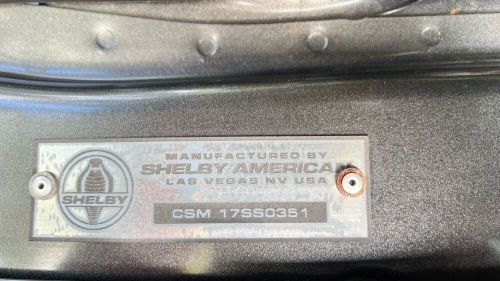 MANUFACTURED BY
SHELBY AMERICAN
LAS VEGAS NV USA
SHELBY
CSM 17SS0351